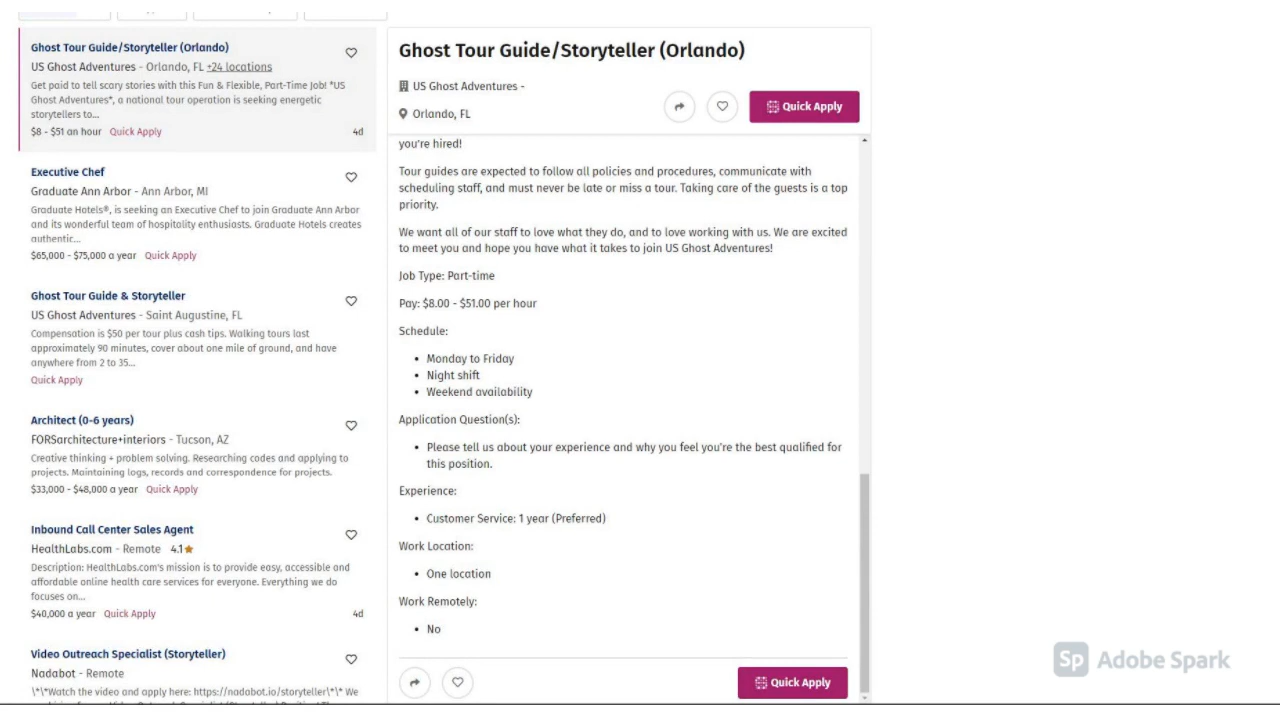 Ghost Tour Guide/Storyteller (Orlando)
US Ghost Adventures - Orlando, FL +24 locations
Get paid to tell scary stories with this Fun & Flexible, Part-Time Job! *US
Ghost Adventures*, a national tour operation is seeking energetic
storytellers to...
$8 - $51 an hour Quick Apply 4d
Executive Chef
Graduate Ann Arbor - Ann Arbor, MI
Graduate Hotels®, is seeking an Executive Chef to join Graduate Ann Arbor
and its wonderful team of hospitality enthusiasts. Graduate Hotels creates
authentic...
$65,000 - $75,000 a year Quick Apply
Ghost Tour Guide & Storyteller
US Ghost Adventures - Saint Augustine, FL
Compensation is $50 per tour plus cash tips. Walking tours last
approximately 90 minutes, cover about one mile of ground, and have
anywhere from 2 to 35...
Quick Apply
Architect (0-6 years)
FORSarchitecture+interiors - Tucson, AZ
Creative thinking + problem solving. Researching codes and applying to
projects. Maintaining logs, records and correspondence for projects.
$33,000 - $48,000 a year Quick Apply
Inbound Call Center Sales Agent
HealthLabs.com - Remote 4.1★
Description: HealthLabs.com's mission is to provide easy, accessible and
affordable online health care services for everyone. Everything we do
focuses on...
$40,000 a year Quick Apply 4d
Video Outreach Specialist (Storyteller)
Nadabot - Remote
\*\*Watch the video and apply here: https://nadabot.io/storyteller\*\* We
Ghost Tour Guide/Storyteller (Orlando)
US Ghost Adventures -
Orlando, FL
Quick Apply
you're hired!
Tour guides are expected to follow all policies and procedures, communicate with
scheduling staff, and must never be late or miss a tour. Taking care of the guests is a top
priority.
We want all of our staff to love what they do, and to love working with us. We are excited
to meet you and hope you have what it takes to join US Ghost Adventures!
Job Type: Part-time
Pay: $8.00 - $51.00 per hour
Schedule:
• Monday to Friday
• Night shift
• Weekend availability
Application Question(s):
• Please tell us about your experience and why you feel you're the best qualified for
this position.
Experience:
• Customer Service: 1 year (Preferred)
Work Location:
• One location
Work Remotely:
• No
Quick Apply
Sp Adobe Spark